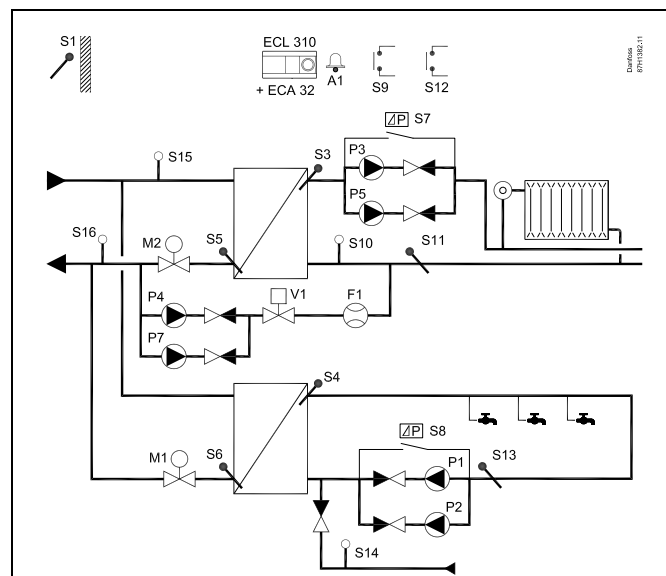 S1
ECL 310
A1
+ ECA 32
S9
S12
Danfoss
87H1382.11
P S7
S15
S3
P3
P5
S16
M2
S5
S10
S11
V1
F1
P4
P7
S4
P S8
M1
S6
P1
S13
P2
S14